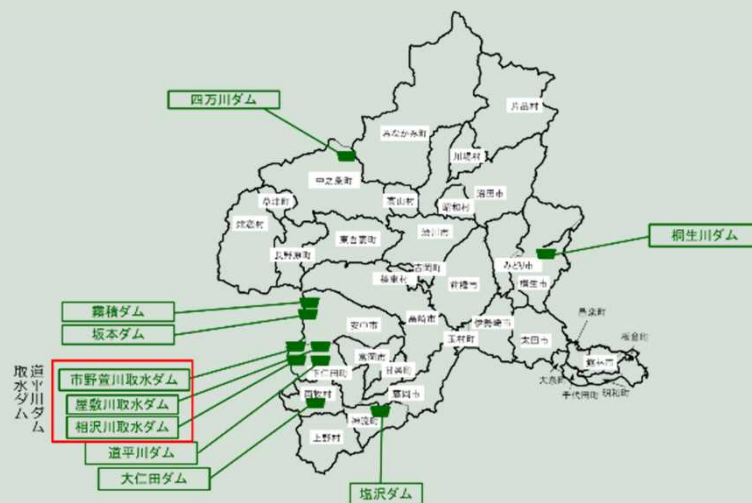 四万川ダム
片品村
みなかみ町
川場村
中之条町
沼田市
高山村
昭和村
草津町
嬬恋村
東吾妻町
渋川市
桐生川ダム
長野原町
みどり市
吉岡町
榛東村
前橋市
桐生市
霧積ダム
坂本ダム
安中市
高崎市
伊勢崎市
玉村町
太田市
邑楽町
板倉町
館林市
大泉町
千代田町
明和町
道平川ダム
取水ダム
市野萱川取水ダム
屋敷川取水ダム
相沢川取水ダム
富岡市
下仁田町
甘楽町
南牧村
藤岡市
神流町
上野村
道平川ダム
大仁田ダム
塩沢ダム